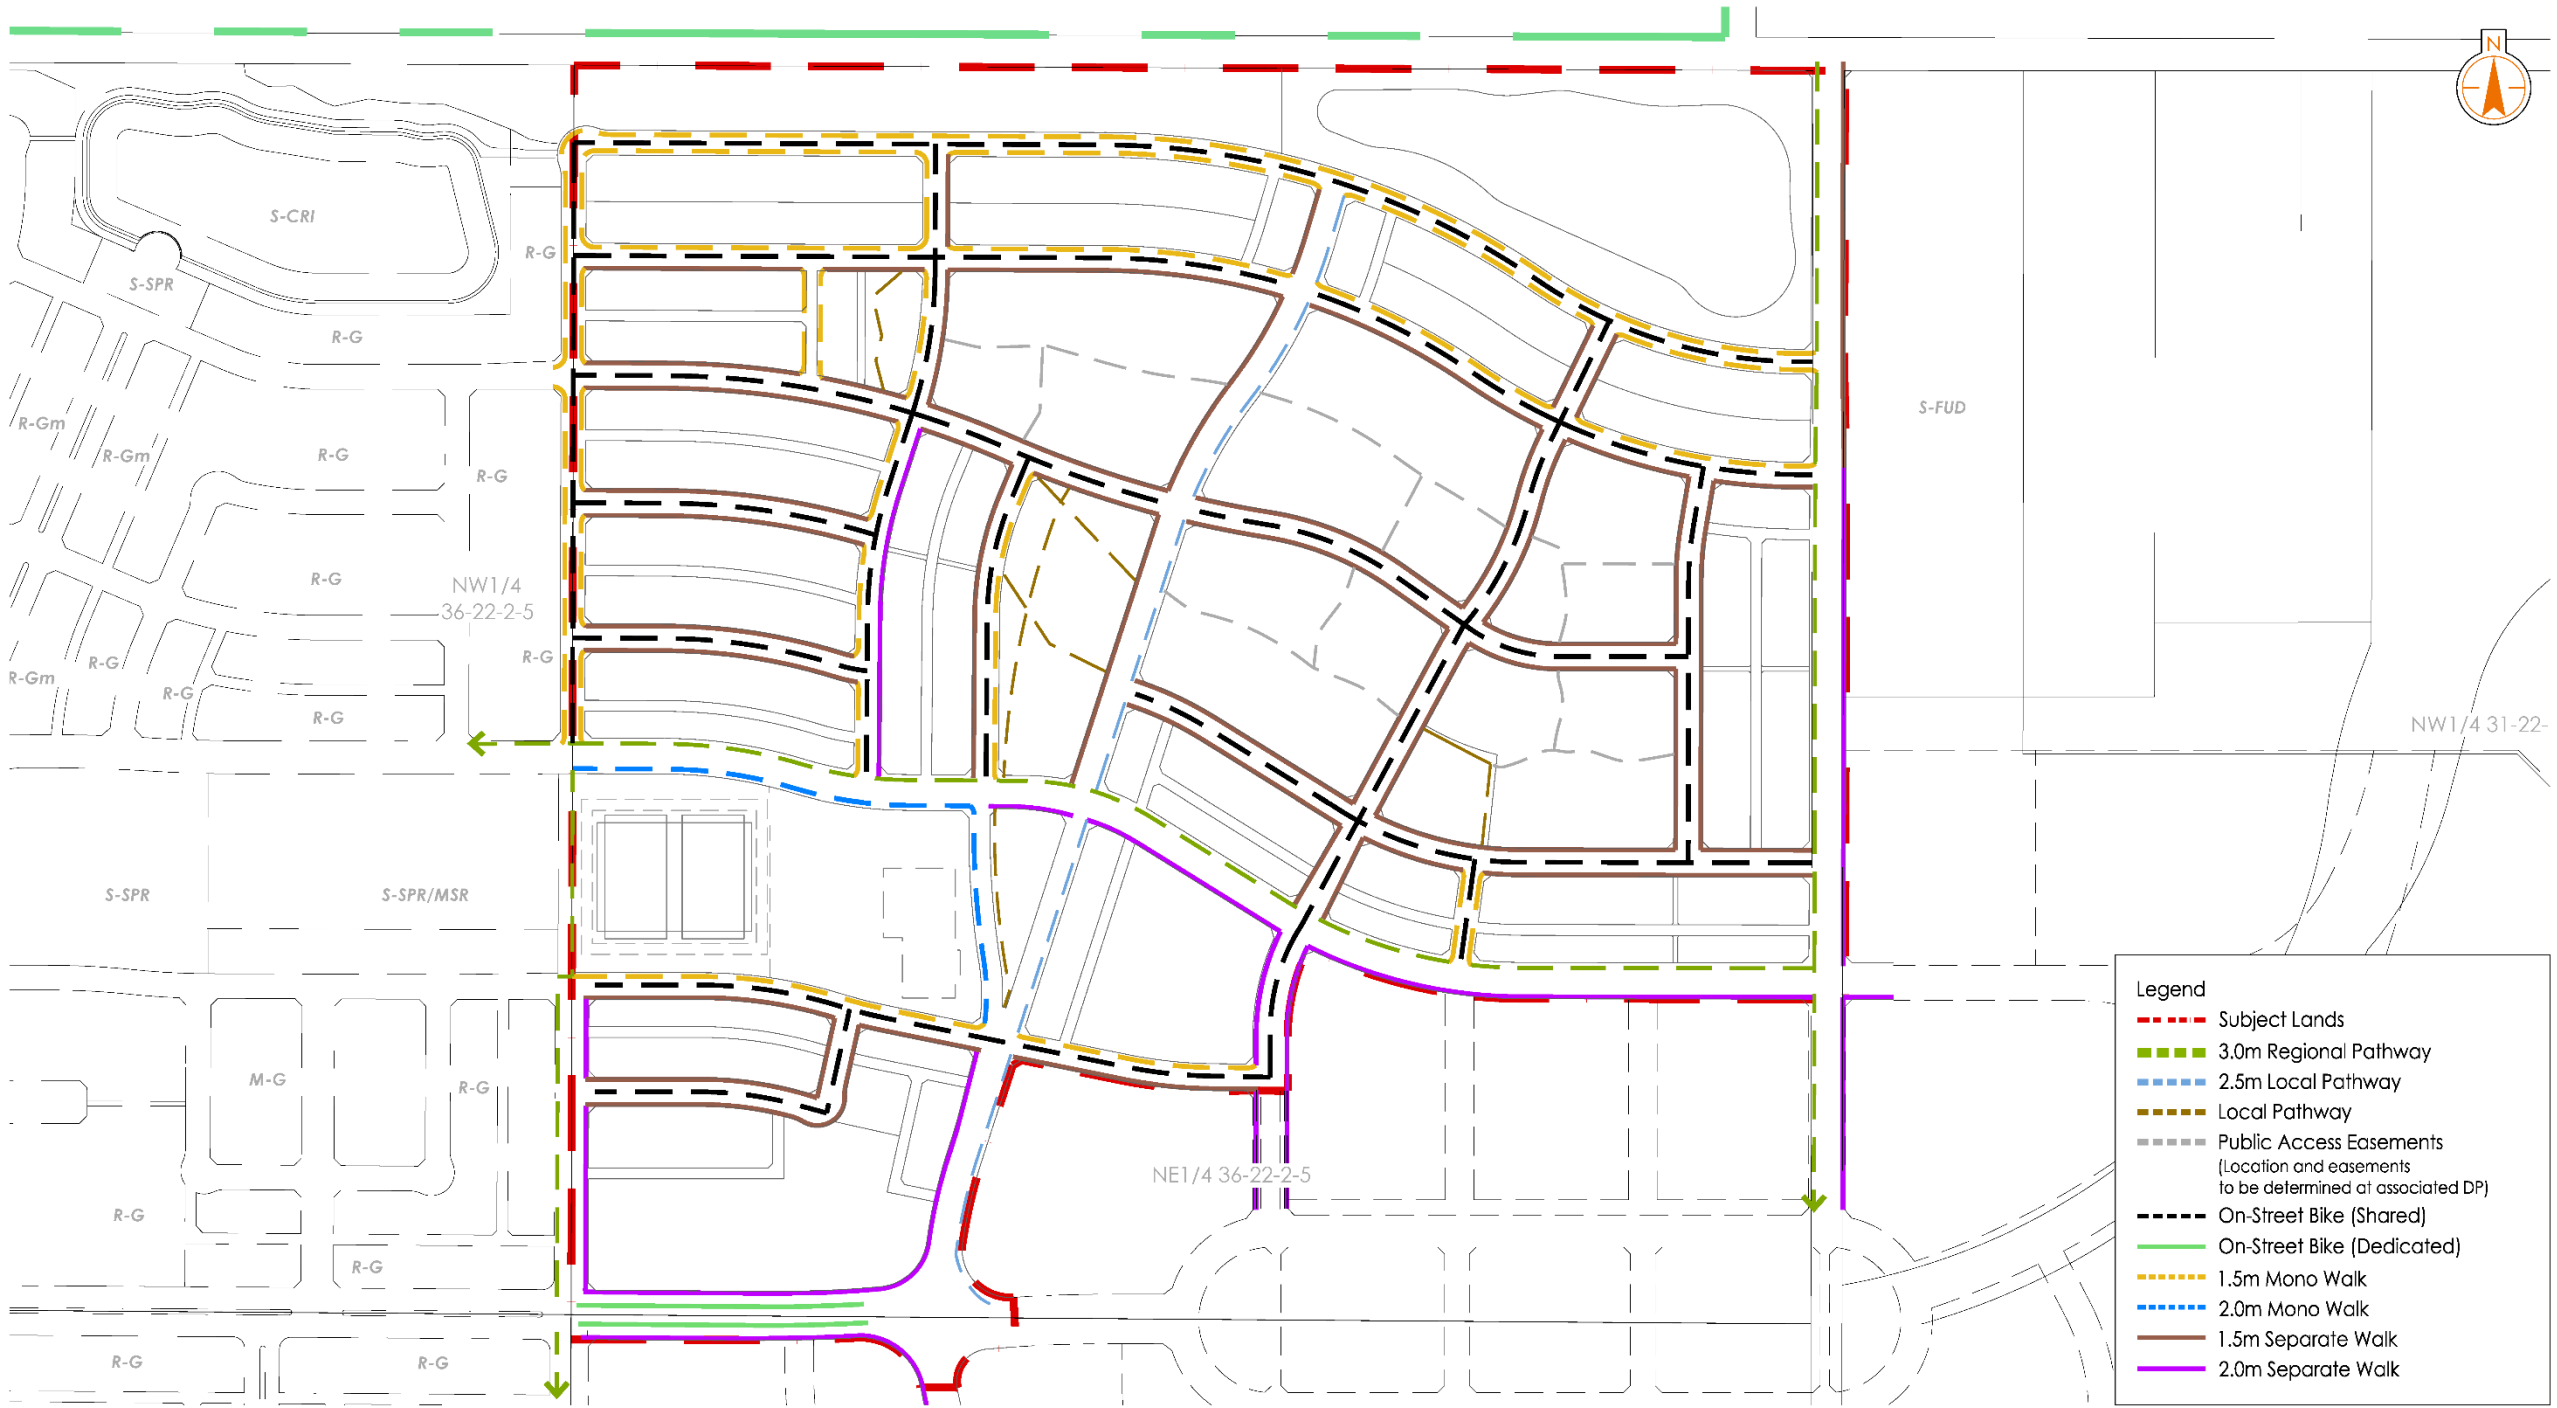 N
S-CRI
R-G
S-SPR
R-G
R-Gm
R-Gm
R-G
R-G
S-FUD
NW1/4
36-22-2-5
R-G
R-G
R-G
R-Gm
R-G
R-G
NW1/4 31-22-
S-SPR
S-SPR/MSR
M-G
R-G
NE1/4 36-22-2-5
R-G
R-G
R-G
R-G
Legend
Subject Lands
3.0m Regional Pathway
2.5m Local Pathway
Local Pathway
Public Access Easements
(Location and easements
to be determined at associated DP)
On-Street Bike (Shared)
On-Street Bike (Dedicated)
1.5m Mono Walk
2.0m Mono Walk
1.5m Separate Walk
2.0m Separate Walk